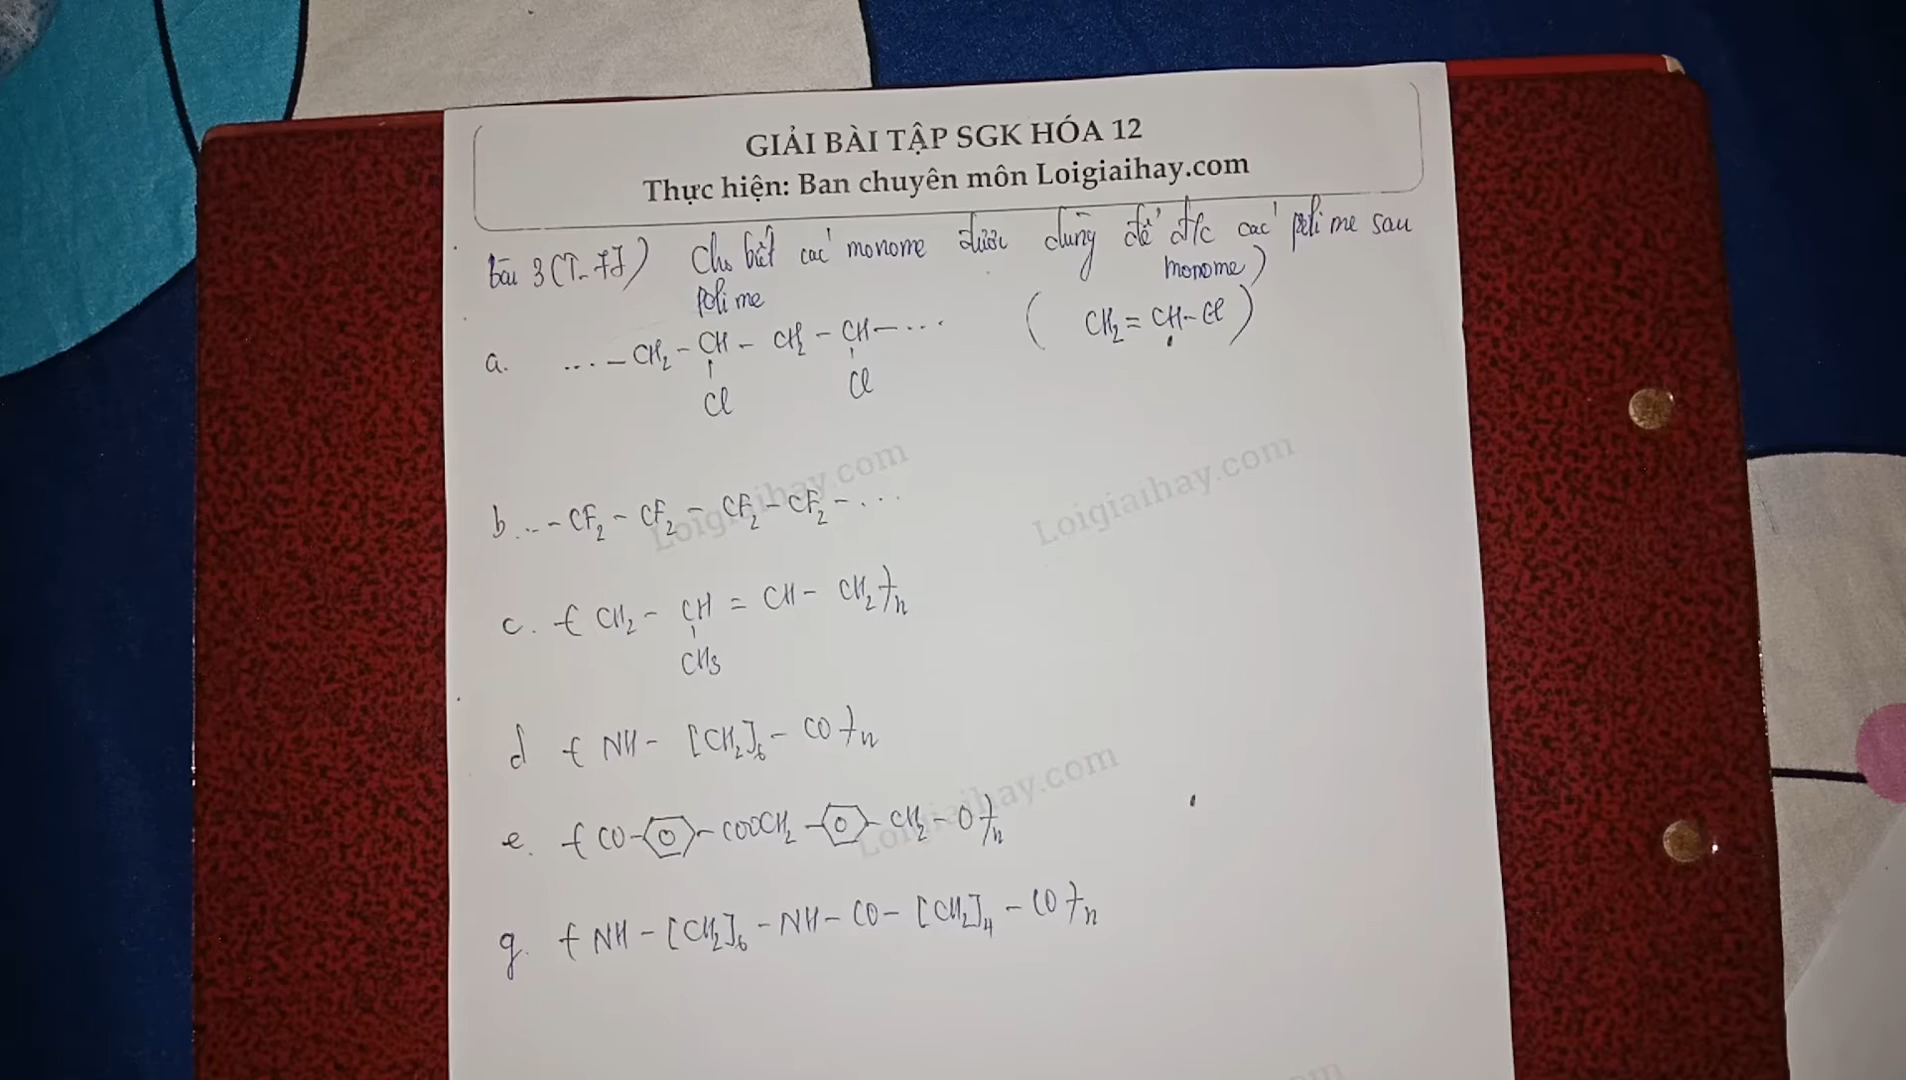 GIẢI BÀI TẬP SGK HÓA 12
Thực hiện: Ban chuyên môn Loigiaihay.com
bài 3 (T-77) Cho biết các monome được dùng để đ/c các polime sau
polime monome)
a. ... - CH₂ - CH - CH₂ - CH - ... ( CH₂ = CH - Cl )
Cl Cl
Loigiaihay.com Loigiaihay.com
b ... - CF₂ - CF₂ - CF₂ - CF₂ - ...
c. ( CH₂ - CH = CH - CH₂ )n
CH₃
d ( NH - [CH₂]₆ - CO )n
Loigiaihay.com
e. ( CO - - COOCH₂ - - CH₂ - O )n
g. ( NH - [CH₂]₆ - NH - CO - [CH₂]₄ - CO )n